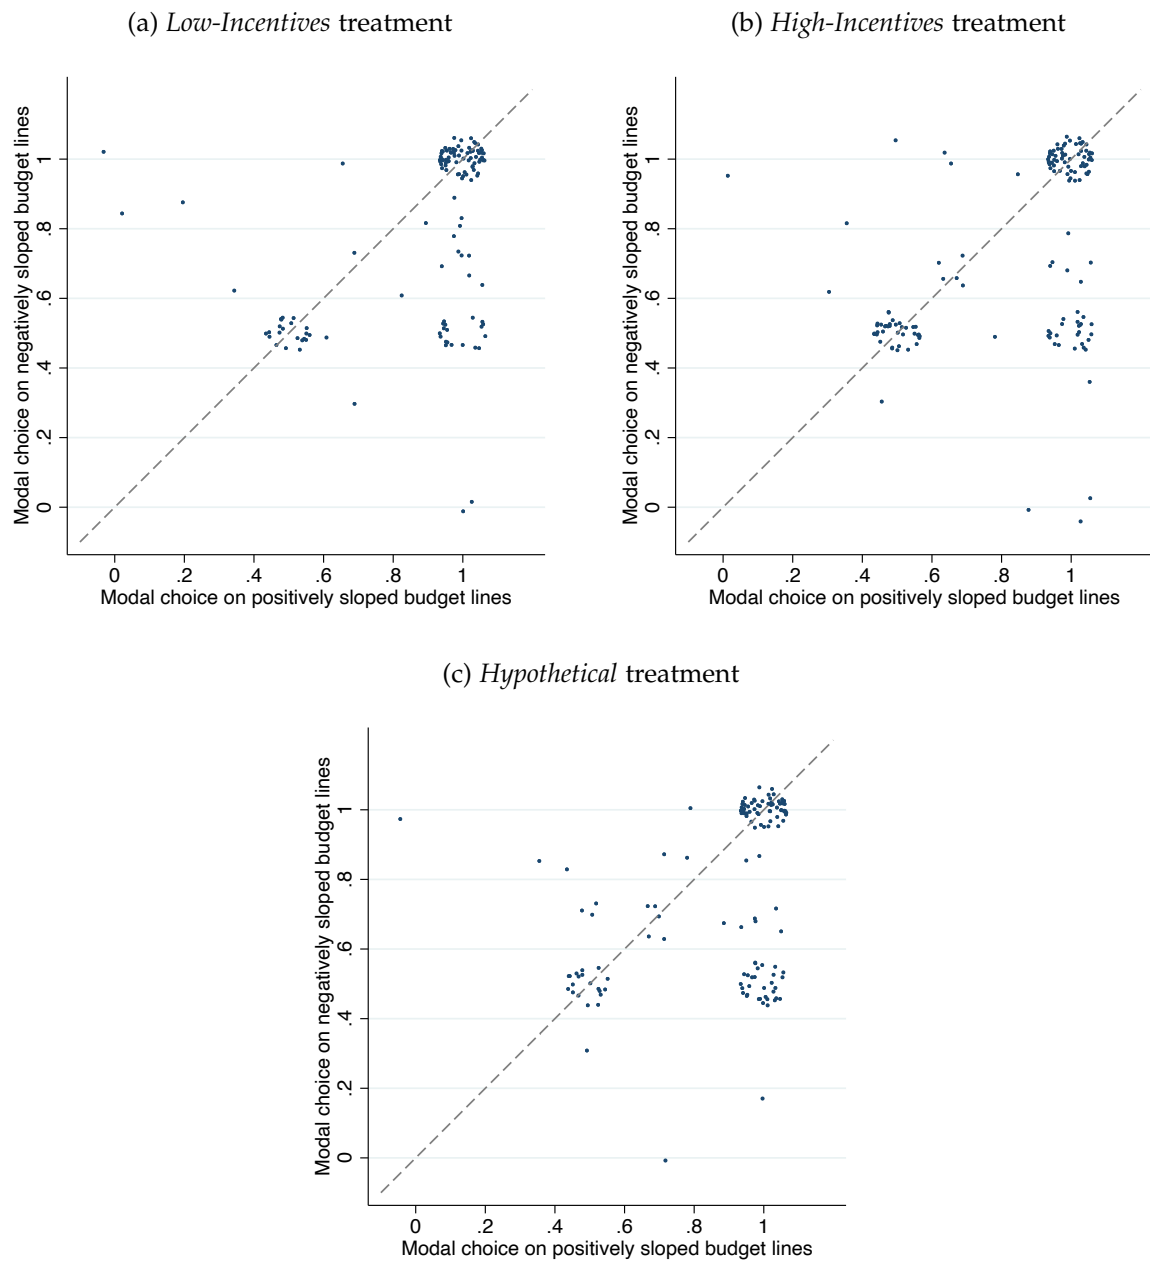 (a) Low-Incentives treatment
Modal choice on negatively sloped budget lines
1
.8
.6
.4
.2
0
0 .2 .4 .6 .8 1
Modal choice on positively sloped budget lines
(b) High-Incentives treatment
Modal choice on negatively sloped budget lines
1
.8
.6
.4
.2
0
0 .2 .4 .6 .8 1
Modal choice on positively sloped budget lines
(c) Hypothetical treatment
Modal choice on negatively sloped budget lines
1
.8
.6
.4
.2
0
0 .2 .4 .6 .8 1
Modal choice on positively sloped budget lines